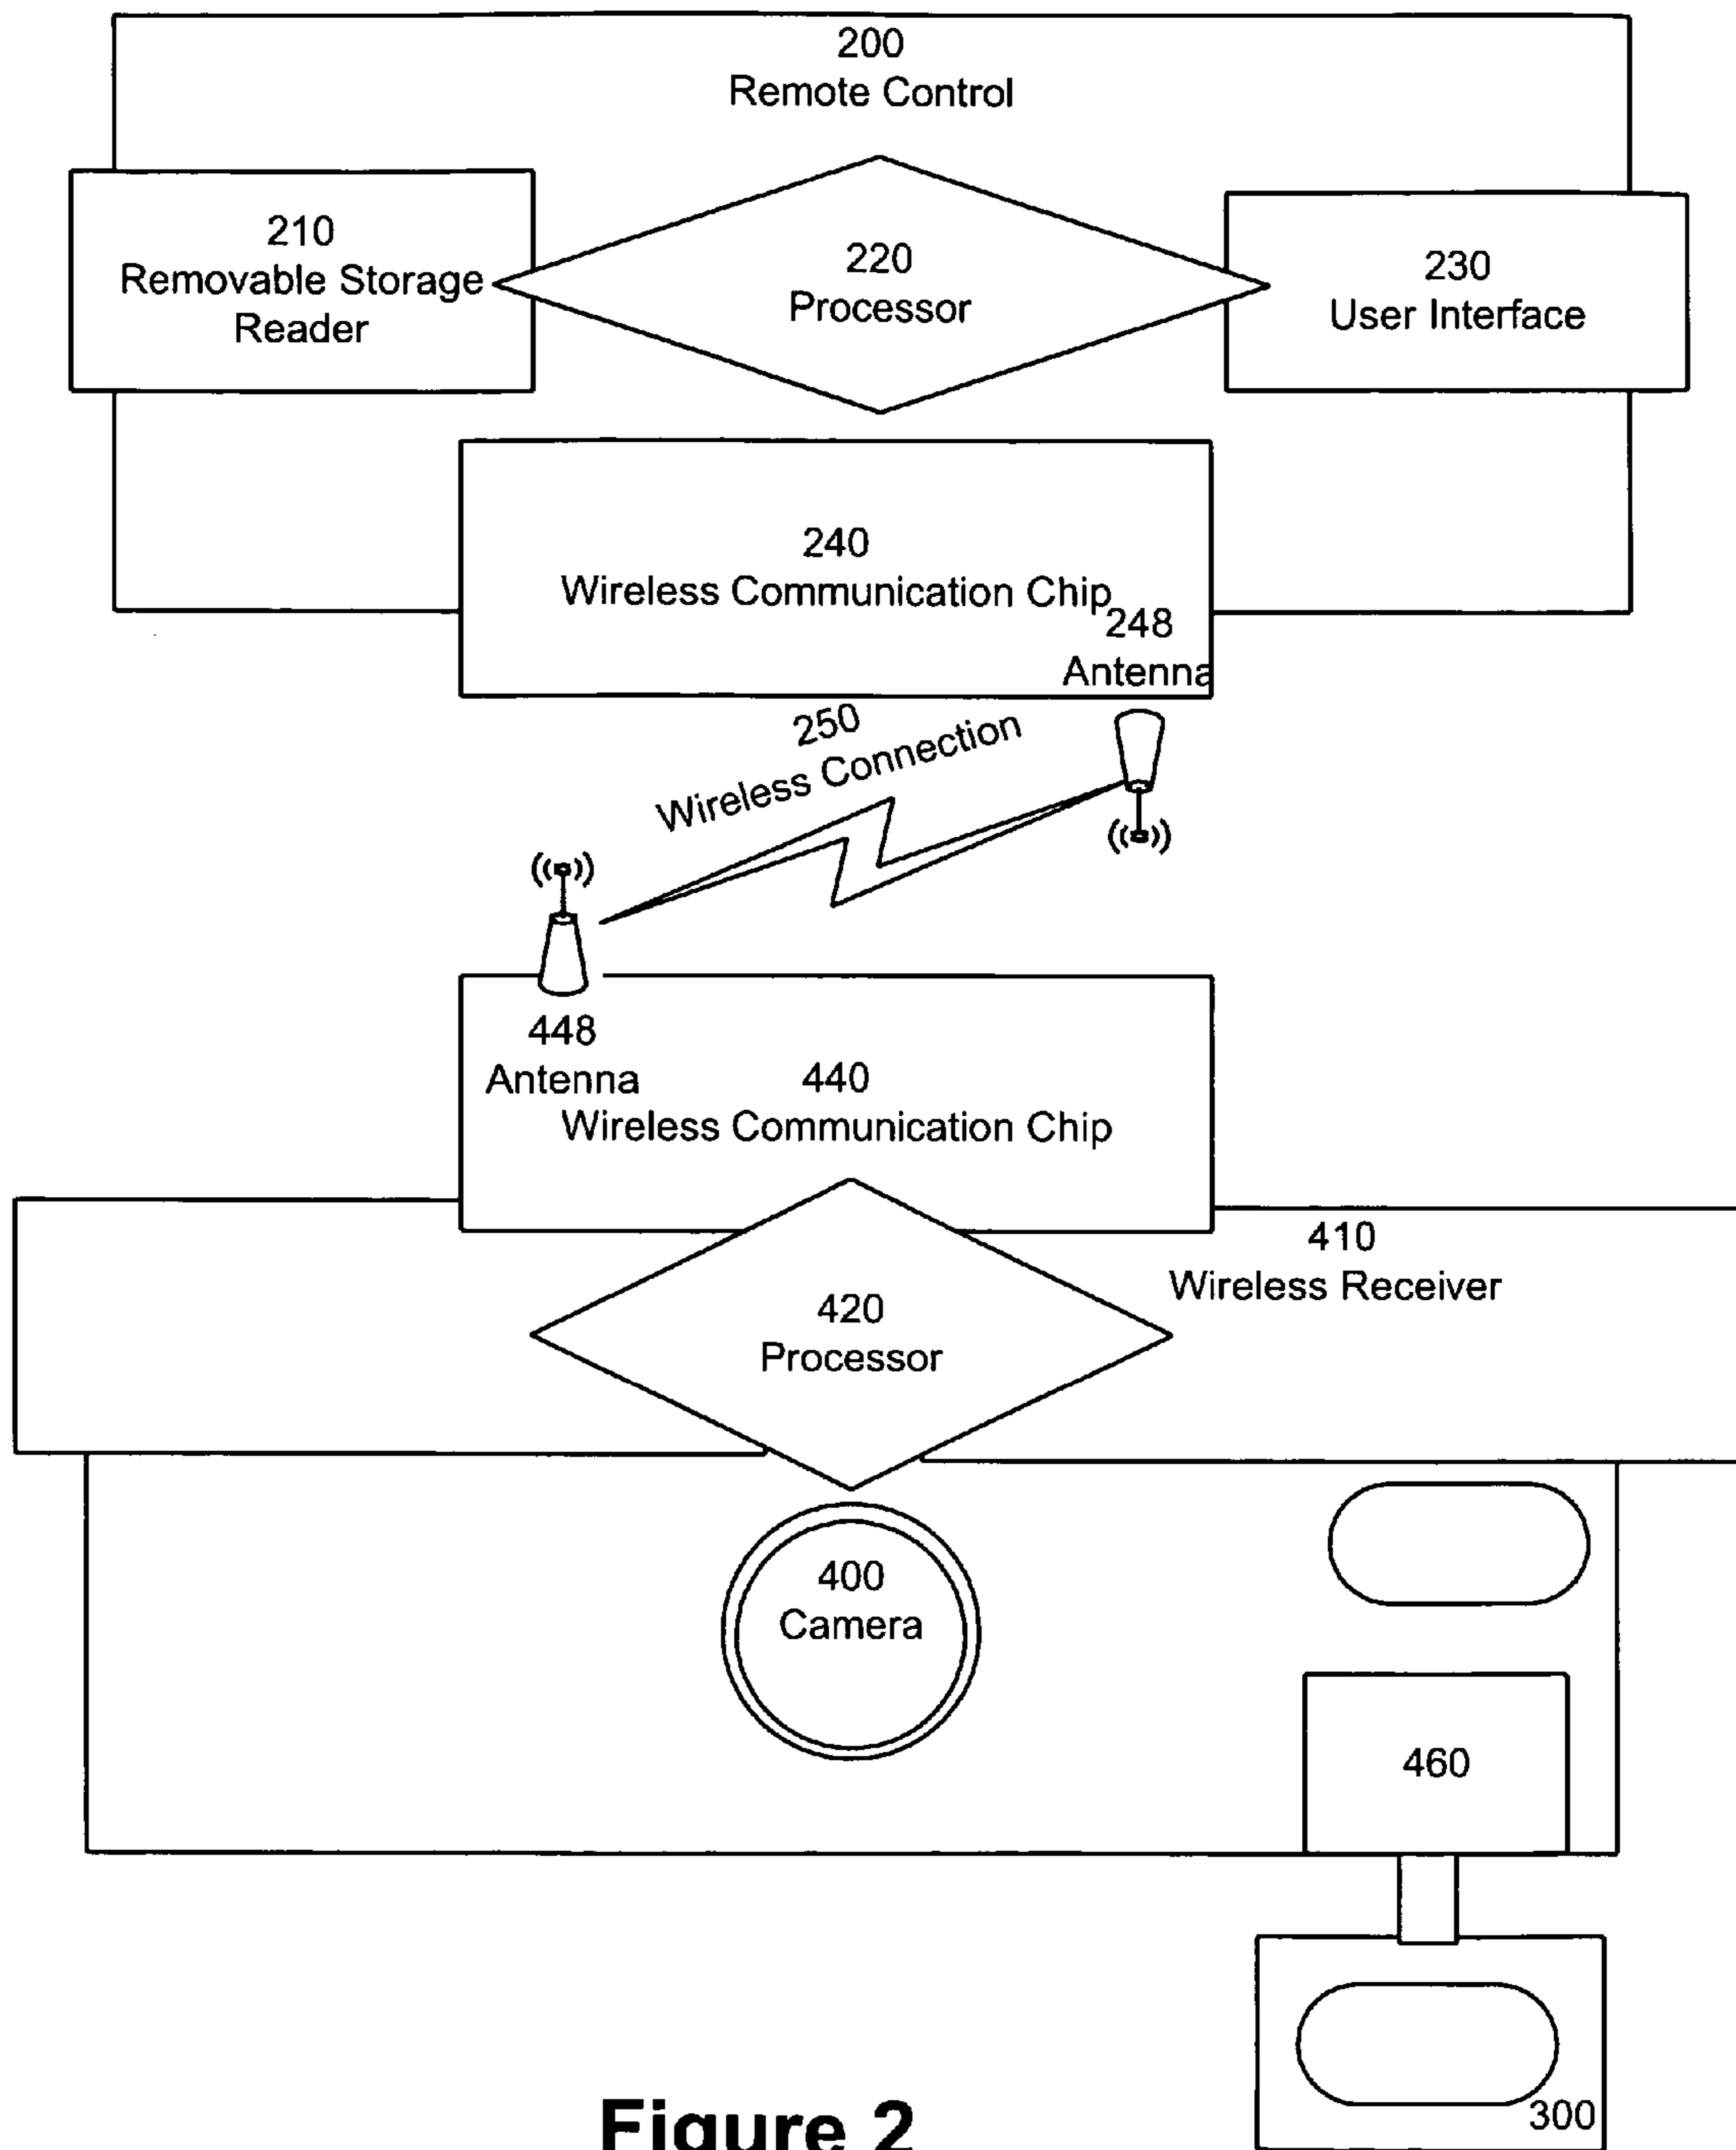 200
Remote Control
210
Removable Storage
Reader
220
Processor
230
User Interface
240
Wireless Communication Chip
248
Antenna
250
Wireless Connection
448
Antenna
440
Wireless Communication Chip
410
Wireless Receiver
420
Processor
400
Camera
460
300
Figure 2